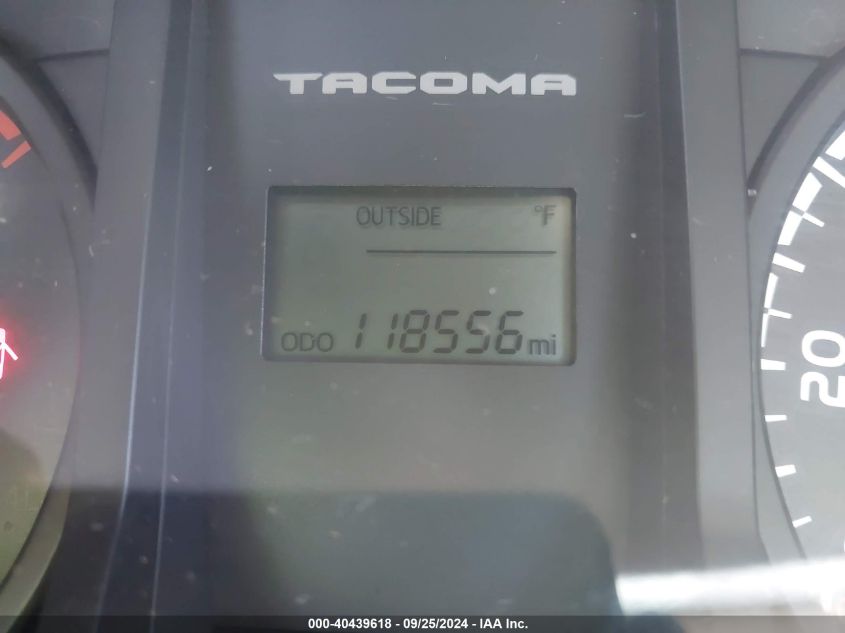 TACOMA
OUTSIDE °F
ODO 118556 mi
20
000-40439618 - 09/25/2024 - IAA Inc.